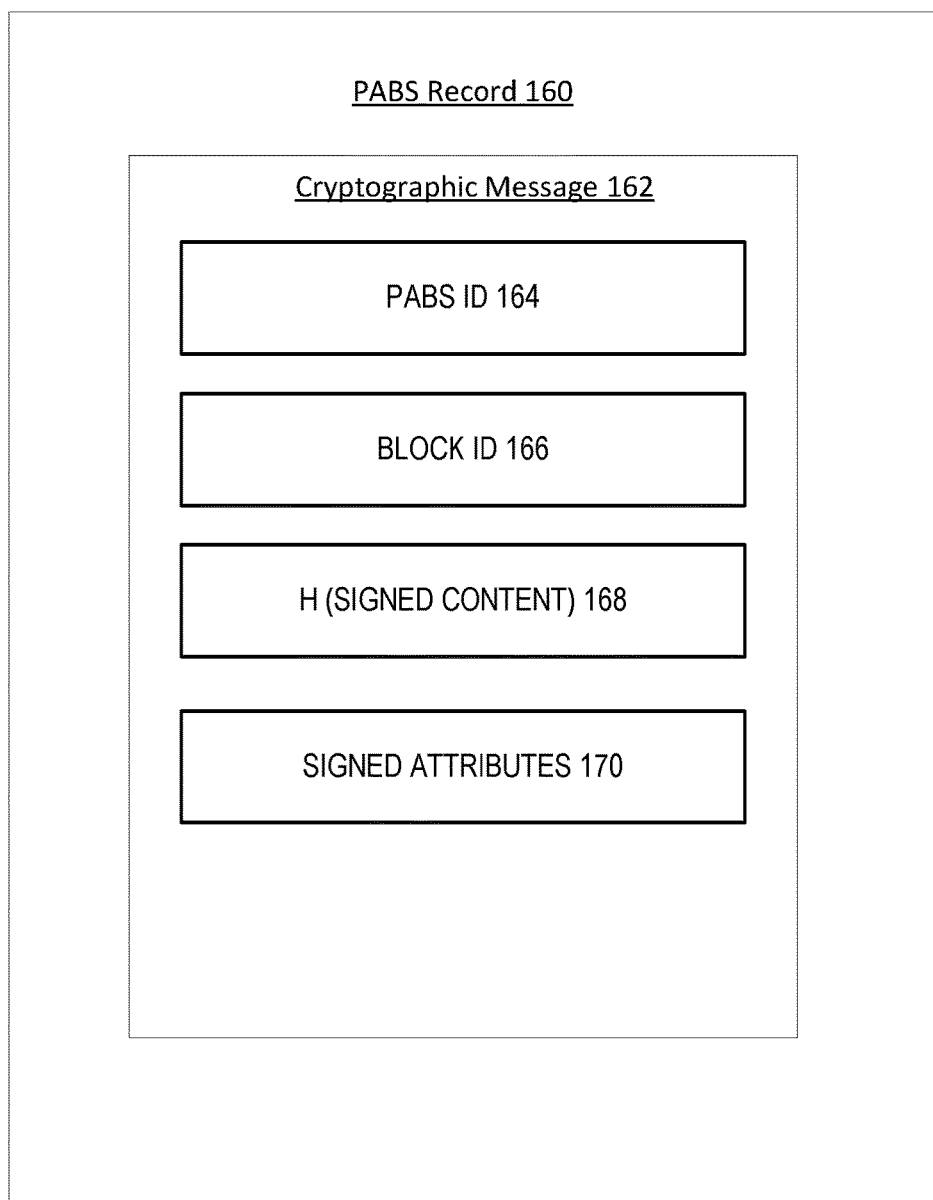 PABS Record 160
Cryptographic Message 162
PABS ID 164
BLOCK ID 166
H (SIGNED CONTENT) 168
SIGNED ATTRIBUTES 170